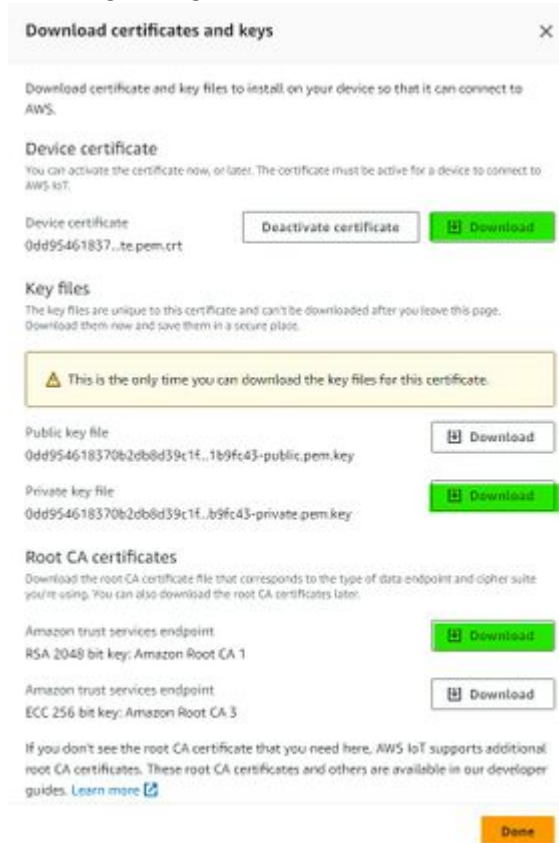 Download certificates and keys
Download certificate and key files to install on your device so that it can connect to
AWS.
Device certificate
You can activate the certificate now, or later. The certificate must be active for a device to connect to
AWS IoT.
Device certificate
0dd95461837...te.pem.crt
Deactivate certificate
Download
Key files
The key files are unique to this certificate and can't be downloaded after you leave this page.
Download them now and save them in a secure place.
This is the only time you can download the key files for this certificate.
Public key file
0dd954618370b2db8d39c1f...1b9fc43-public.pem.key
Download
Private key file
0dd954618370b2db8d39c1f...b9fc43-private.pem.key
Download
Root CA certificates
Download the root CA certificate file that corresponds to the type of data endpoint and cipher suite
you're using. You can also download the root CA certificates later.
Amazon trust services endpoint
RSA 2048 bit key: Amazon Root CA 1
Download
Amazon trust services endpoint
ECC 256 bit key: Amazon Root CA 3
Download
If you don't see the root CA certificate that you need here, AWS IoT supports additional
root CA certificates. These root CA certificates and others are available in our developer
guides. Learn more
Done